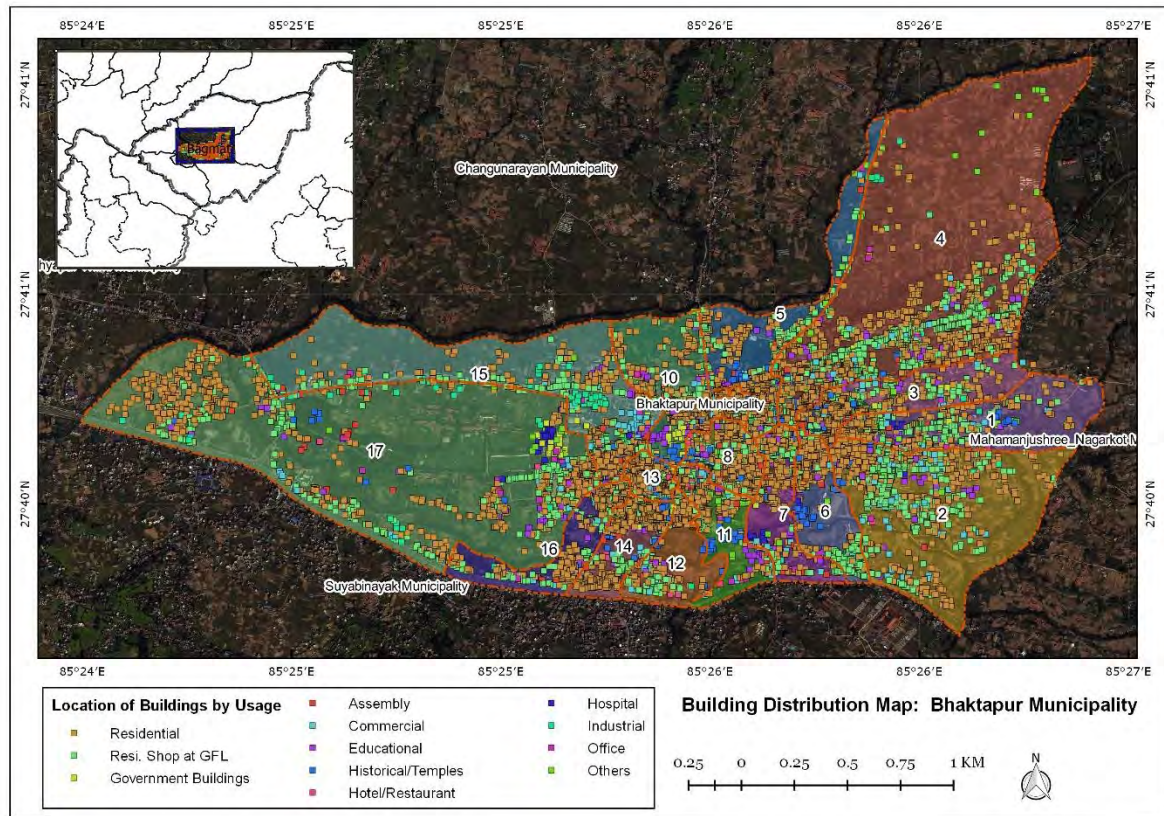 85°24′E 85°25′E 85°25′E 85°26′E 85°26′E 85°27′E
27°41′N 27°41′N
Bagmati
Changunarayan Municipality
4
27°41′N 27°41′N
5
15
10
3
Bhaktapur Municipality
1
Mahamanjushree_Nagarkot M
17
8
13
27°40′N 27°40′N
7
6
2
11
16
14
12
Suyabinayak Municipality
85°24′E 85°25′E 85°25′E 85°26′E 85°26′E 85°27′E
Location of Buildings by Usage
Residential
Resi. Shop at GFL
Government Buildings
Assembly
Commercial
Educational
Historical/Temples
Hotel/Restaurant
Hospital
Industrial
Office
Others
Building Distribution Map: Bhaktapur Municipality
0.25 0 0.25 0.5 0.75 1 KM
N